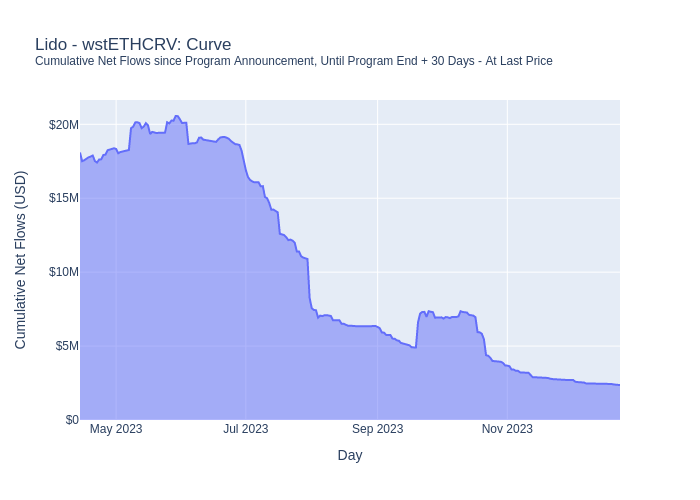 Lido - wstETHCRV: Curve
Cumulative Net Flows since Program Announcement, Until Program End + 30 Days - At Last Price
Cumulative Net Flows (USD)
$20M
$15M
$10M
$5M
$0
May 2023
Jul 2023
Sep 2023
Nov 2023
Day